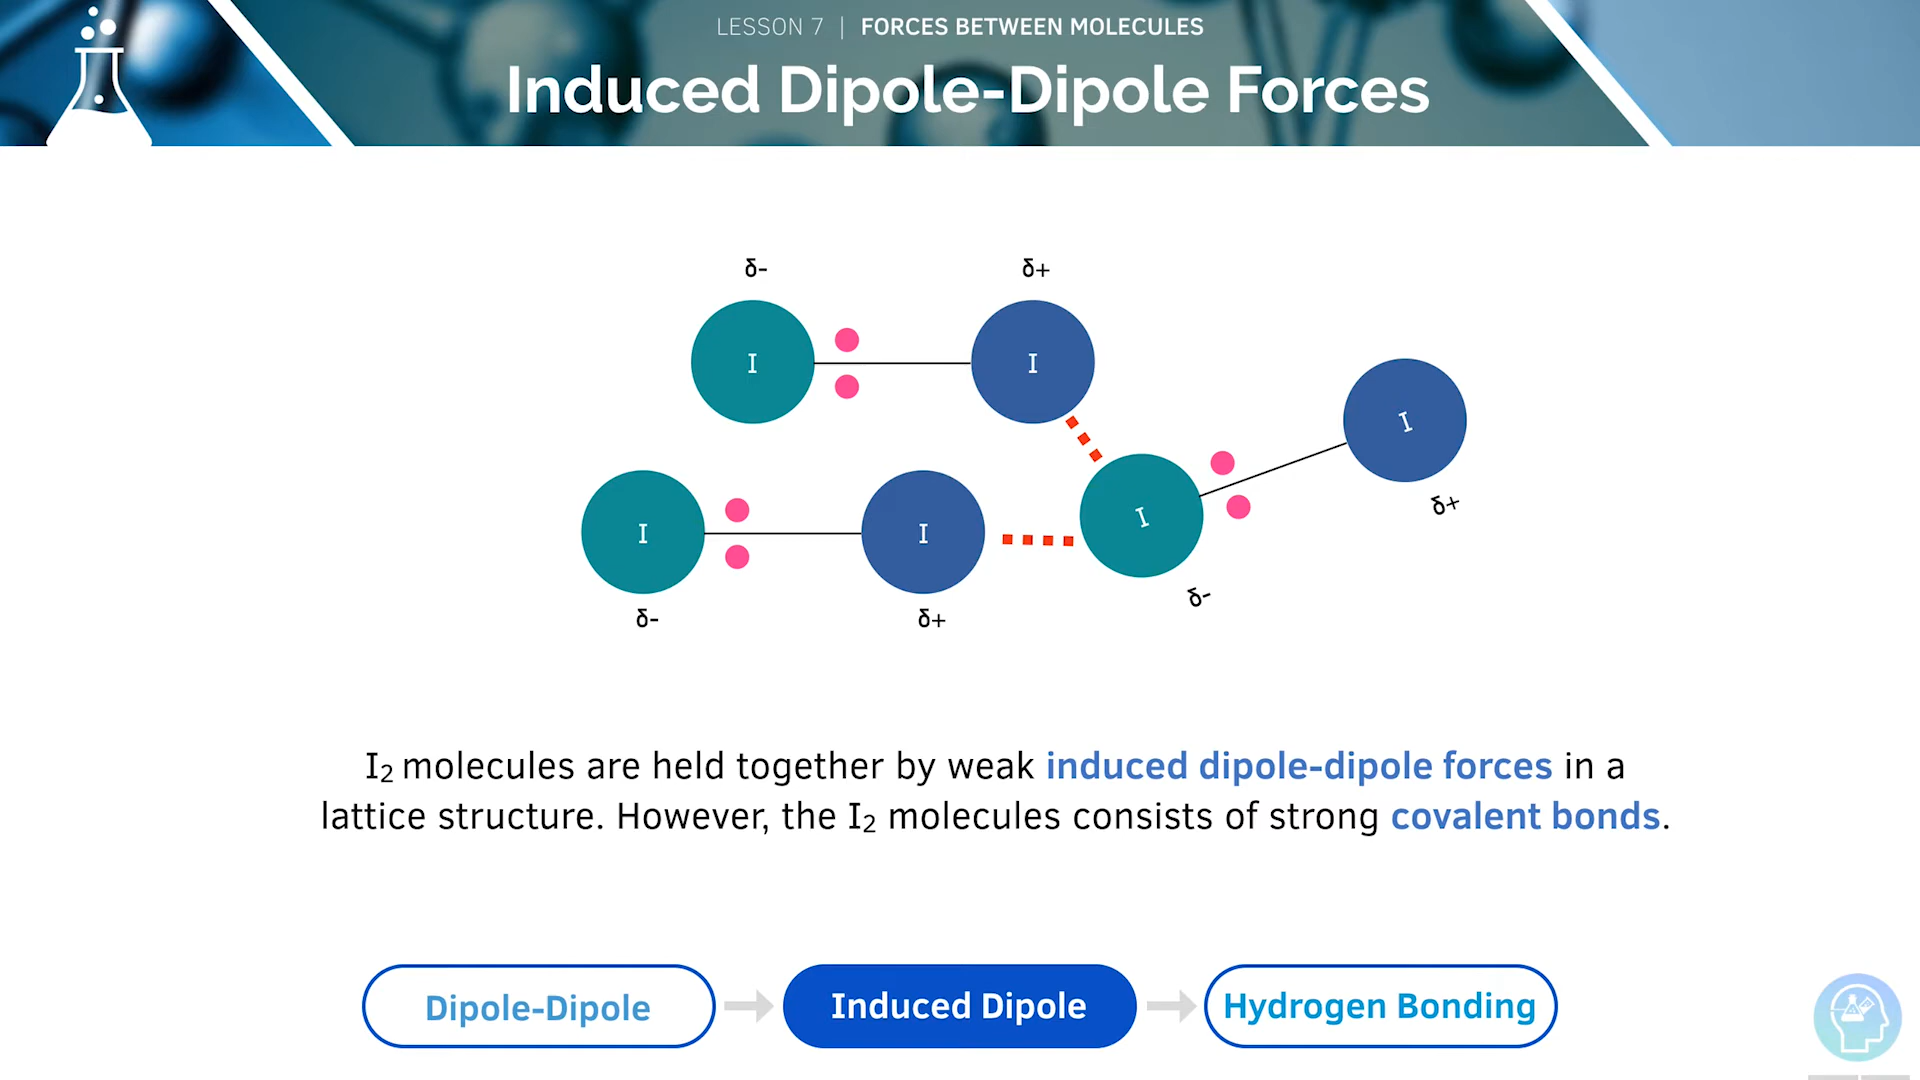 LESSON 7 | FORCES BETWEEN MOLECULES
Induced Dipole-Dipole Forces
δ- δ+
I I
I
I I I
δ+
δ-
δ- δ+
I₂ molecules are held together by weak induced dipole-dipole forces in a
lattice structure. However, the I₂ molecules consists of strong covalent bonds.
Dipole-Dipole Induced Dipole Hydrogen Bonding